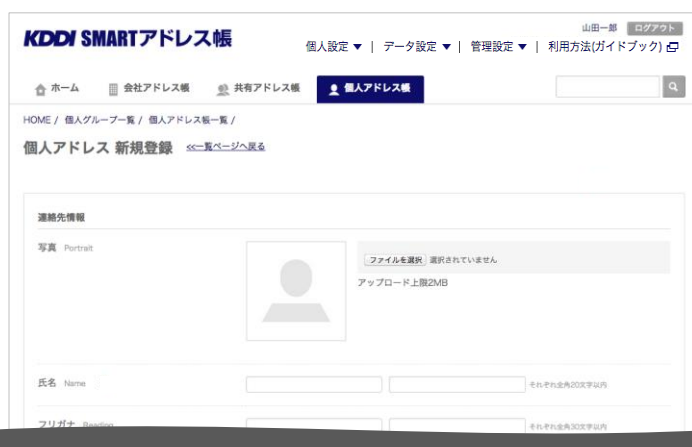 山田一郎 ログアウト
KDDI SMARTアドレス帳
個人設定 ▼ | データ設定 ▼ | 管理設定 ▼ | 利用方法(ガイドブック)
ホーム 会社アドレス帳 共有アドレス帳 個人アドレス帳
HOME / 個人グループ一覧 / 個人アドレス帳一覧 /
個人アドレス 新規登録 <<一覧ページへ戻る
連絡先情報
写真 Portrait
ファイルを選択 選択されていません
アップロード上限2MB
氏名 Name それぞれ全角20文字以内
フリガナ Reading それぞれ全角30文字以内